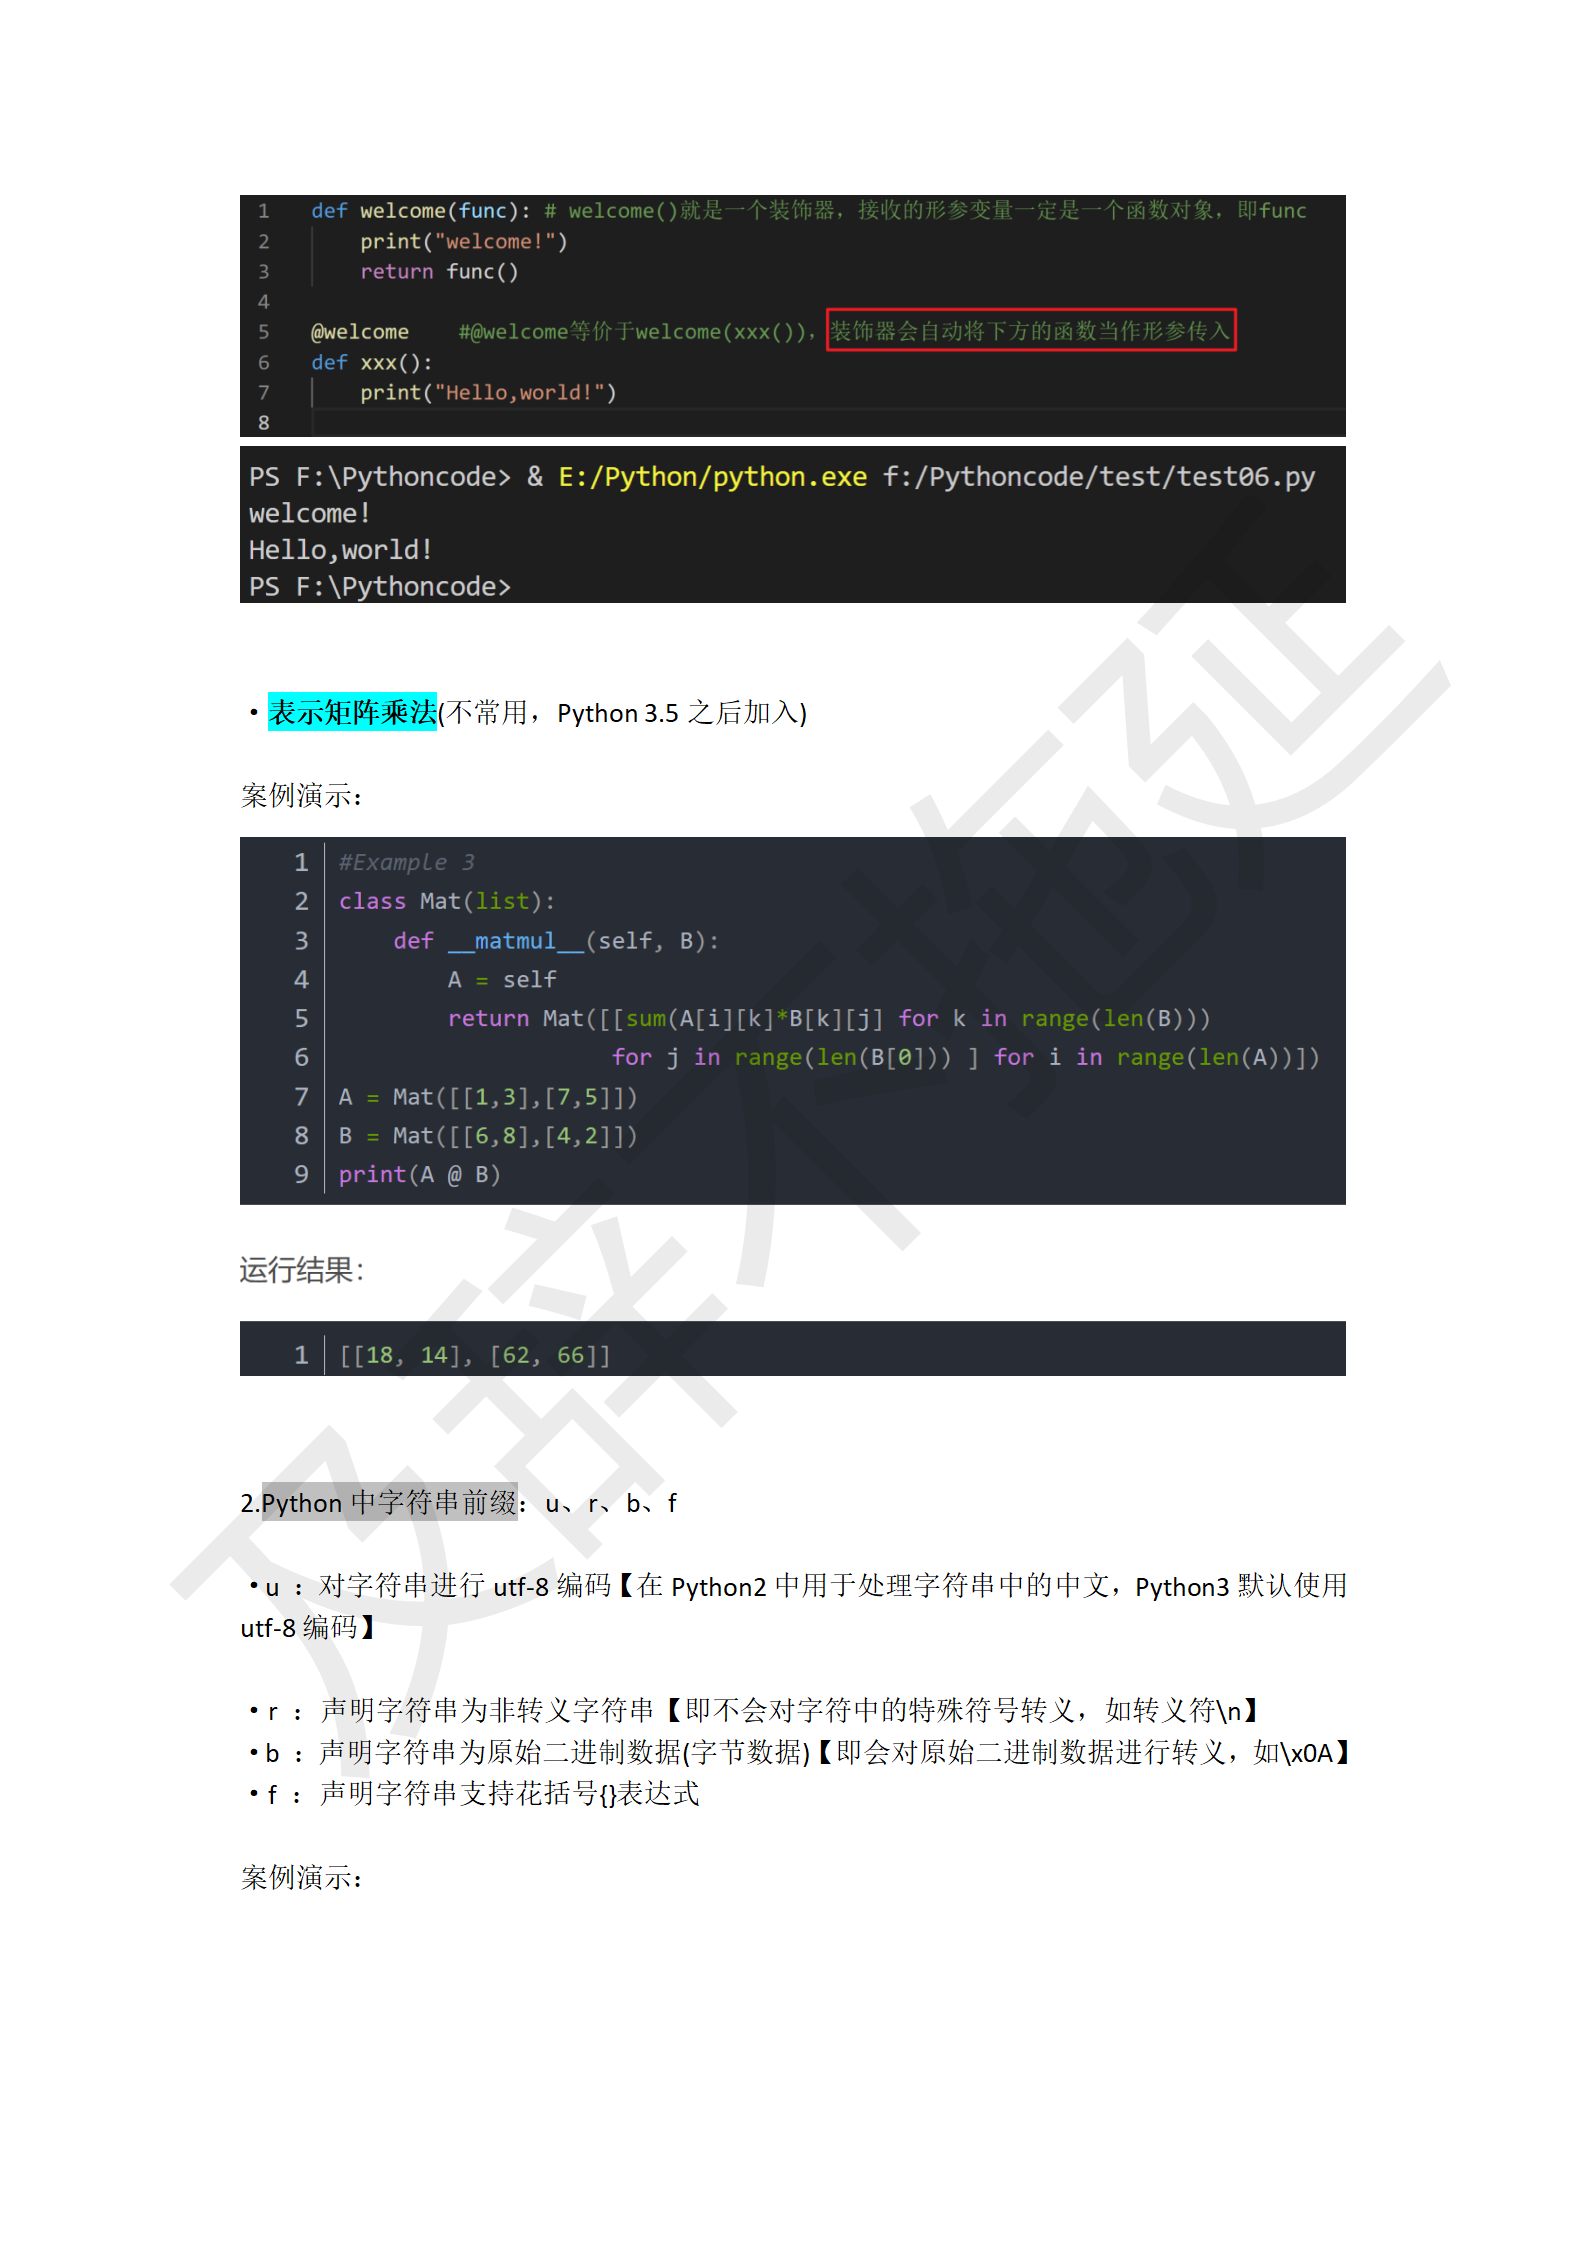 1 def welcome(func): # welcome()就是一个装饰器，接收的形参变量一定是一个函数对象，即func
2 print("welcome!")
3 return func()
4
5 @welcome #@welcome等价于welcome(xxx())，装饰器会自动将下方的函数当作形参传入
6 def xxx():
7 print("Hello,world!")
8
PS F:\Pythoncode> & E:/Python/python.exe f:/Pythoncode/test/test06.py
welcome!
Hello,world!
PS F:\Pythoncode>
·表示矩阵乘法(不常用，Python 3.5 之后加入)
案例演示：
1 #Example 3
2 class Mat(list):
3 def __matmul__(self, B):
4 A = self
5 return Mat([[sum(A[i][k]*B[k][j] for k in range(len(B)))
6 for j in range(len(B[0])) ] for i in range(len(A))])
7 A = Mat([[1,3],[7,5]])
8 B = Mat([[6,8],[4,2]])
9 print(A @ B)
运行结果：
1 [[18, 14], [62, 66]]
2.Python 中字符串前缀：u、r、b、f
·u ：对字符串进行 utf-8 编码【在 Python2 中用于处理字符串中的中文，Python3 默认使用
utf-8 编码】
·r ：声明字符串为非转义字符串【即不会对字符中的特殊符号转义，如转义符\n】
·b ：声明字符串为原始二进制数据(字节数据)【即会对原始二进制数据进行转义，如\x0A】
·f ：声明字符串支持花括号{}表达式
案例演示：
及辞不拖延